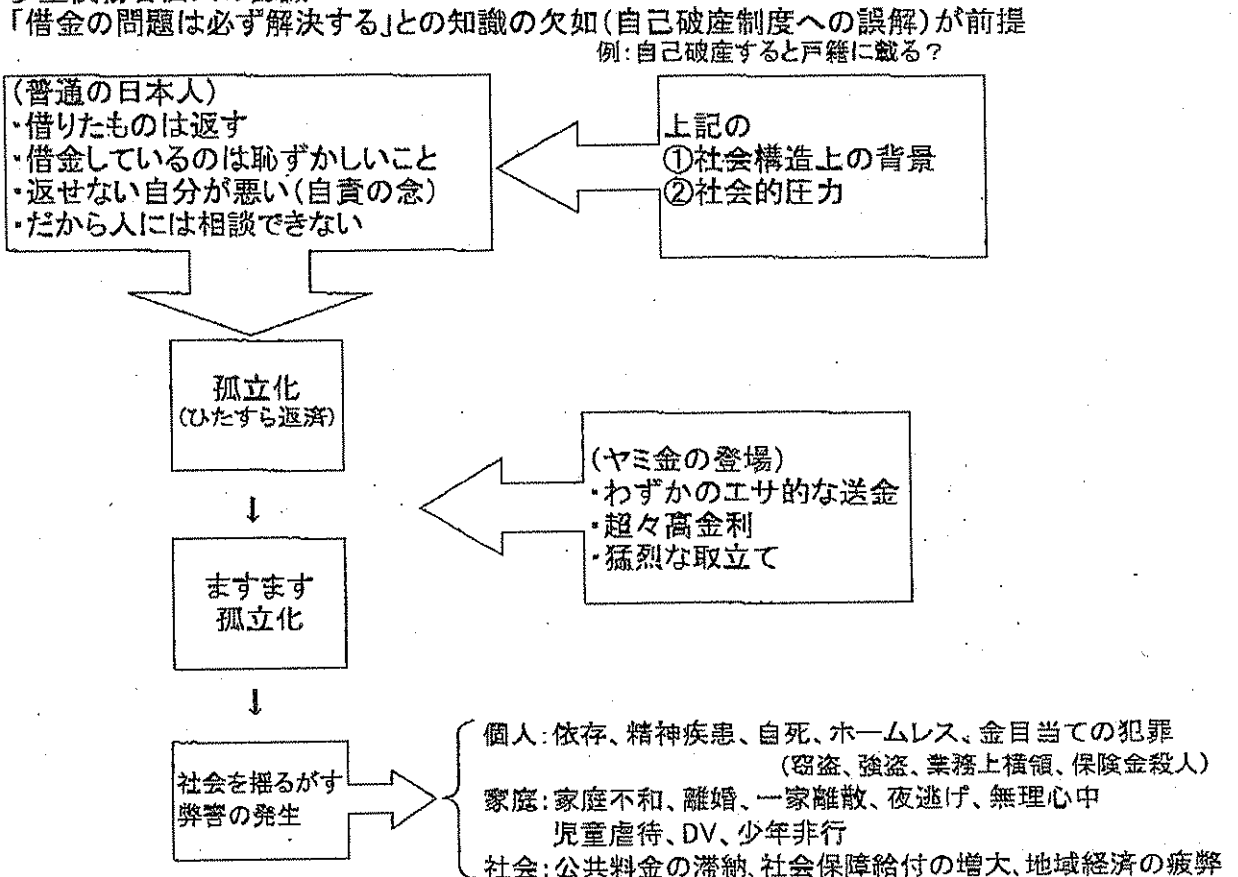 「借金の問題は必ず解決する」との知識の欠如(自己破産制度への誤解)が前提
例:自己破産すると戸籍に載る?
(普通の日本人)
・借りたものは返す
・借金しているのは恥ずかしいこと
・返せない自分が悪い(自責の念)
・だから人には相談できない
上記の
①社会構造上の背景
②社会的圧力
孤立化
(ひたすら返済)
↓
(ヤミ金の登場)
・わずかのエサ的な送金
・超々高金利
・猛烈な取立て
ますます
孤立化
↓
社会を揺るがす
弊害の発生
個人:依存、精神疾患、自死、ホームレス、金目当ての犯罪
(窃盗、強盗、業務上横領、保険金殺人)
家庭:家庭不和、離婚、一家離散、夜逃げ、無理心中
児童虐待、DV、少年非行
社会:公共料金の滞納、社会保障給付の増大、地域経済の疲弊